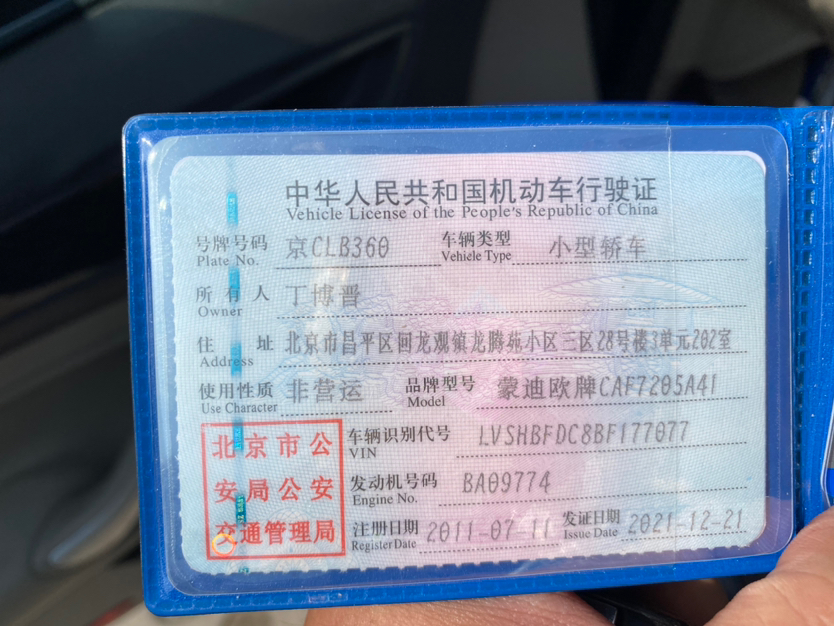 中华人民共和国机动车行驶证
Vehicle License of the People's Republic of China
号牌号码 京CLB360 车辆类型 小型轿车
Plate No. Vehicle Type
所有人 丁博晋
Owner
住址 北京市昌平区回龙观镇龙腾苑小区三区28号楼3单元202室
Address
使用性质 非营运 品牌型号 蒙迪欧牌CAF7205A41
Use Character Model
北京市公
安局公安
交通管理局
车辆识别代号 LVSHBFDC8BF177077
VIN
发动机号码 BA09774
Engine No.
注册日期 2011-07-11 发证日期 2021-12-21
Register Date Issue Date